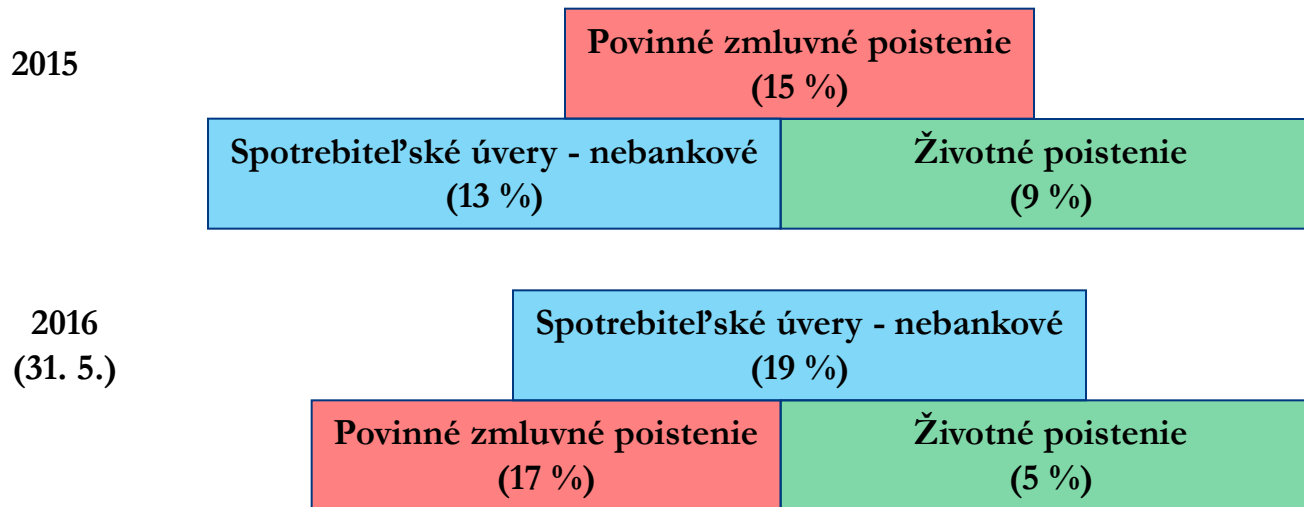 2015
Povinné zmluvné poistenie
(15 %)
Spotrebiteľské úvery - nebankové
(13 %)
Životné poistenie
(9 %)
2016
(31. 5.)
Spotrebiteľské úvery - nebankové
(19 %)
Povinné zmluvné poistenie
(17 %)
Životné poistenie
(5 %)